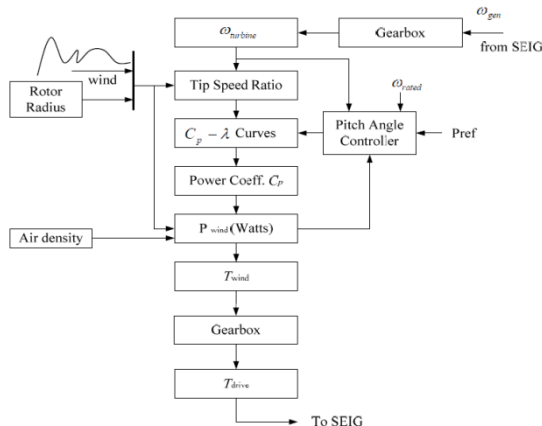 ω_gen
ω_turbine
Gearbox
from SEIG
wind
Rotor
Radius
Tip Speed Ratio
ω_rated
C_p − λ Curves
Pitch Angle
Controller
Pref
Power Coeff. C_P
Air density
P wind (Watts)
T_wind
Gearbox
T_drive
To SEIG